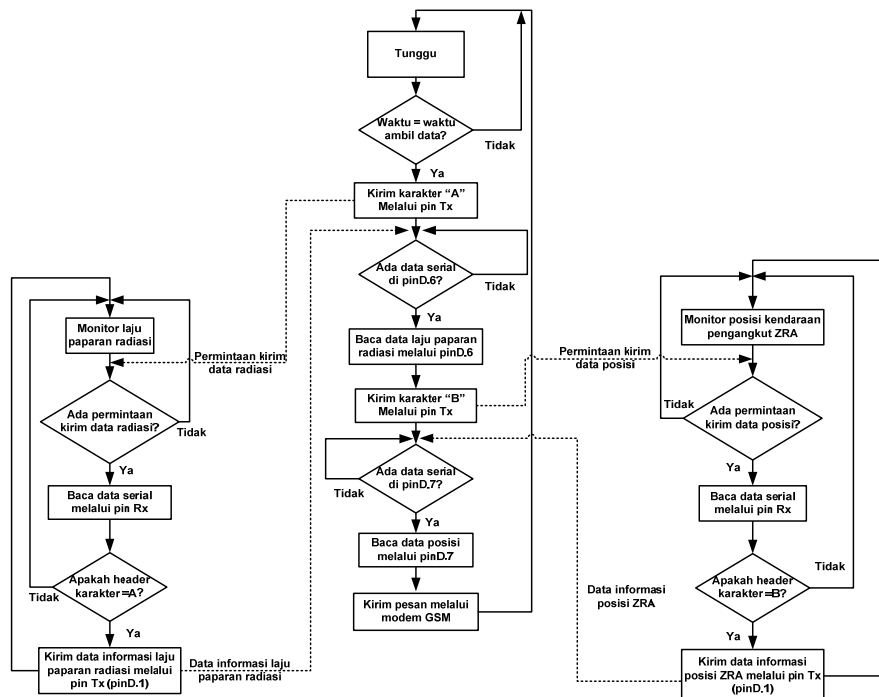 Tunggu
Waktu = waktu
ambil data?
Tidak
Ya
Kirim karakter “A”
Melalui pin Tx
Ada data serial
di pinD.6?
Tidak
Ya
Baca data laju paparan
radiasi melalui pinD.6
Kirim karakter “B”
Melalui pin Tx
Ada data serial
di pinD.7?
Tidak
Ya
Baca data posisi
melalui pinD.7
Kirim pesan melalui
modem GSM
Monitor laju
paparan radiasi
Permintaan kirim
data radiasi
Ada permintaan
kirim data radiasi?
Tidak
Ya
Baca data serial
melalui pin Rx
Apakah header
karakter=A?
Tidak
Ya
Kirim data informasi laju
paparan radiasi melalui
pin Tx (pinD.1)
Data informasi laju
paparan radiasi
Monitor posisi kendaraan
pengangkut ZRA
Permintaan kirim
data posisi
Tidak
Ada permintaan
kirim data posisi?
Ya
Baca data serial
melalui pin Rx
Tidak
Apakah header
karakter=B?
Data informasi
posisi ZRA
Ya
Kirim data informasi
posisi ZRA melalui pin Tx
(pinD.1)